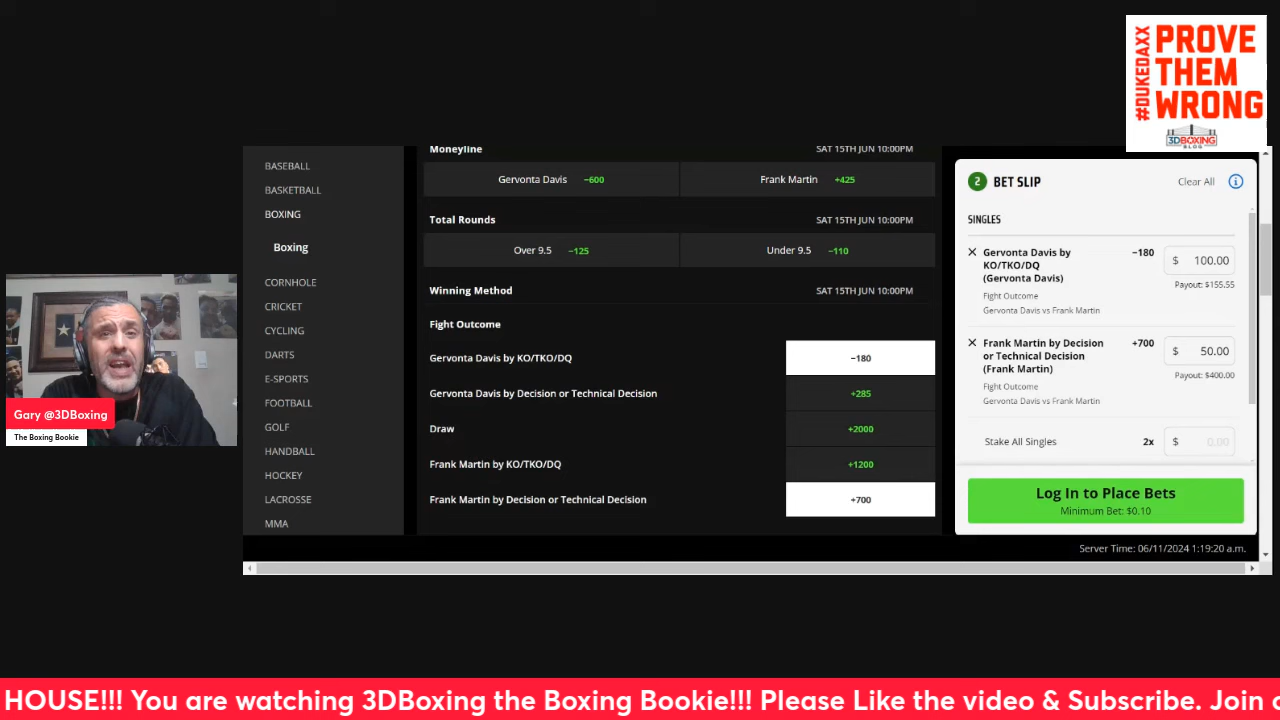 #DUKEDAXX
PROVE
THEM
WRONG
3DBOXING
BLOG
BASEBALL
BASKETBALL
BOXING
Boxing
CORNHOLE
CRICKET
CYCLING
DARTS
E-SPORTS
FOOTBALL
GOLF
HANDBALL
HOCKEY
LACROSSE
MMA
Moneyline SAT 15TH JUN 10:00PM
Gervonta Davis −600 Frank Martin +425
Total Rounds SAT 15TH JUN 10:00PM
Over 9.5 −125 Under 9.5 −110
Winning Method SAT 15TH JUN 10:00PM
Fight Outcome
Gervonta Davis by KO/TKO/DQ −180
Gervonta Davis by Decision or Technical Decision +285
Draw +2000
Frank Martin by KO/TKO/DQ +1200
Frank Martin by Decision or Technical Decision +700
2 BET SLIP Clear All i
SINGLES
Gervonta Davis by −180 $ 100.00
KO/TKO/DQ
(Gervonta Davis) Payout: $155.55
Fight Outcome
Gervonta Davis vs Frank Martin
Frank Martin by Decision +700 $ 50.00
or Technical Decision
(Frank Martin) Payout: $400.00
Fight Outcome
Gervonta Davis vs Frank Martin
Stake All Singles 2x $ 0.00
Log In to Place Bets
Minimum Bet: $0.10
Server Time: 06/11/2024 1:19:20 a.m.
Gary @3DBoxing
The Boxing Bookie
HOUSE!!! You are watching 3DBoxing the Boxing Bookie!!! Please Like the video & Subscribe. Join